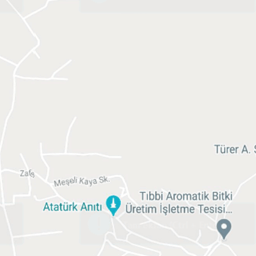 Türer A. S
Meşeli Kaya Sk.
Zafe
Tıbbi Aromatik Bitki
Üretim İşletme Tesisi...
Atatürk Anıtı